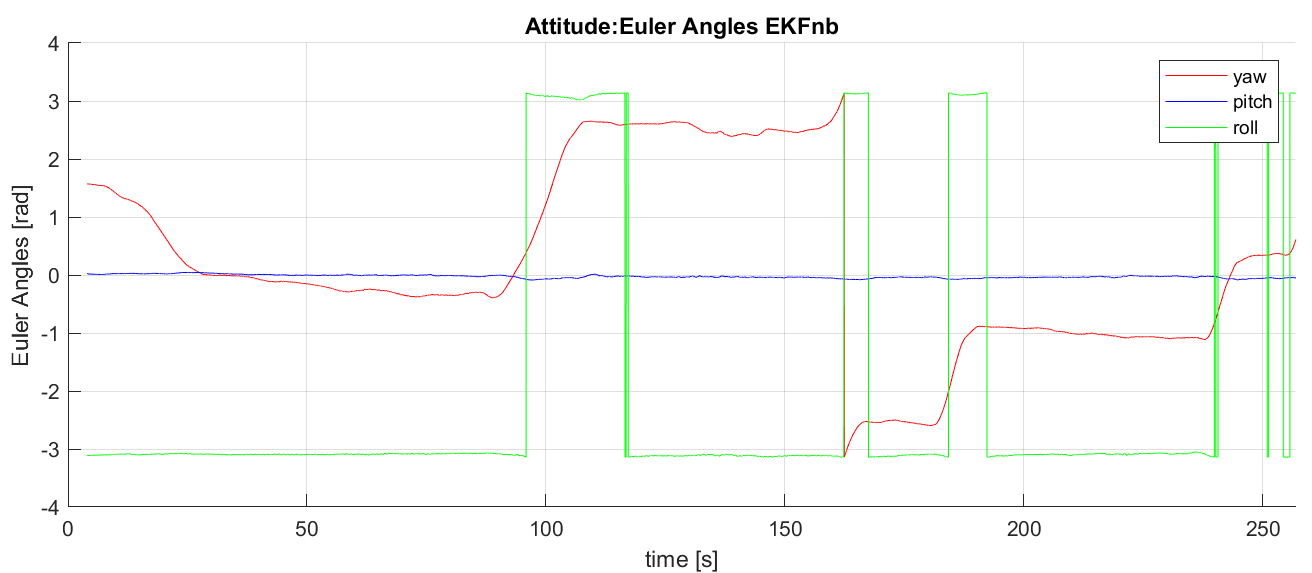 Attitude:Euler Angles EKFnb
4
3
2
1
0
-1
-2
-3
-4
Euler Angles [rad]
yaw
pitch
roll
0 50 100 150 200 250
time [s]